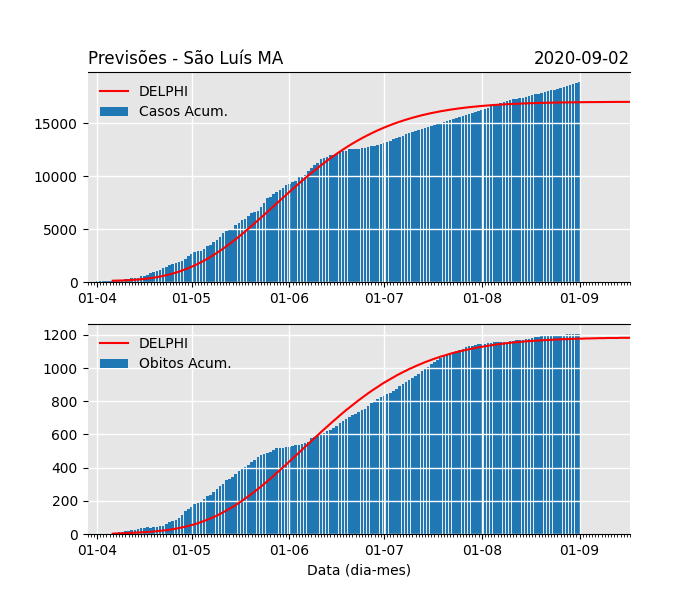 Previsões - São Luís MA 2020-09-02
DELPHI
Casos Acum.
15000
10000
5000
0
01-04 01-05 01-06 01-07 01-08 01-09
DELPHI
Obitos Acum.
1200
1000
800
600
400
200
0
01-04 01-05 01-06 01-07 01-08 01-09
Data (dia-mes)